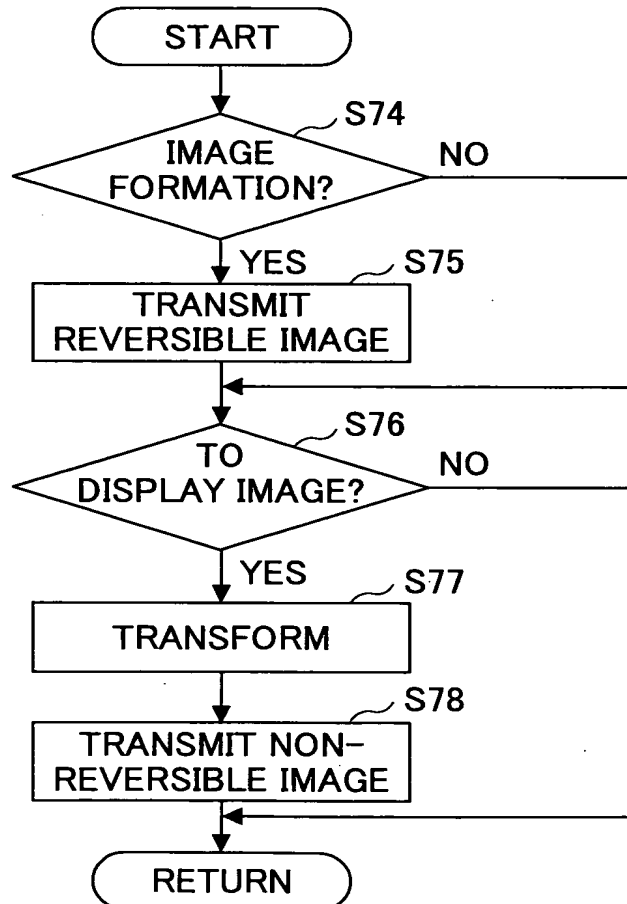 START
S74
IMAGE
FORMATION?
NO
YES
S75
TRANSMIT
REVERSIBLE IMAGE
S76
TO
DISPLAY IMAGE?
NO
YES
S77
TRANSFORM
S78
TRANSMIT NON-
REVERSIBLE IMAGE
RETURN